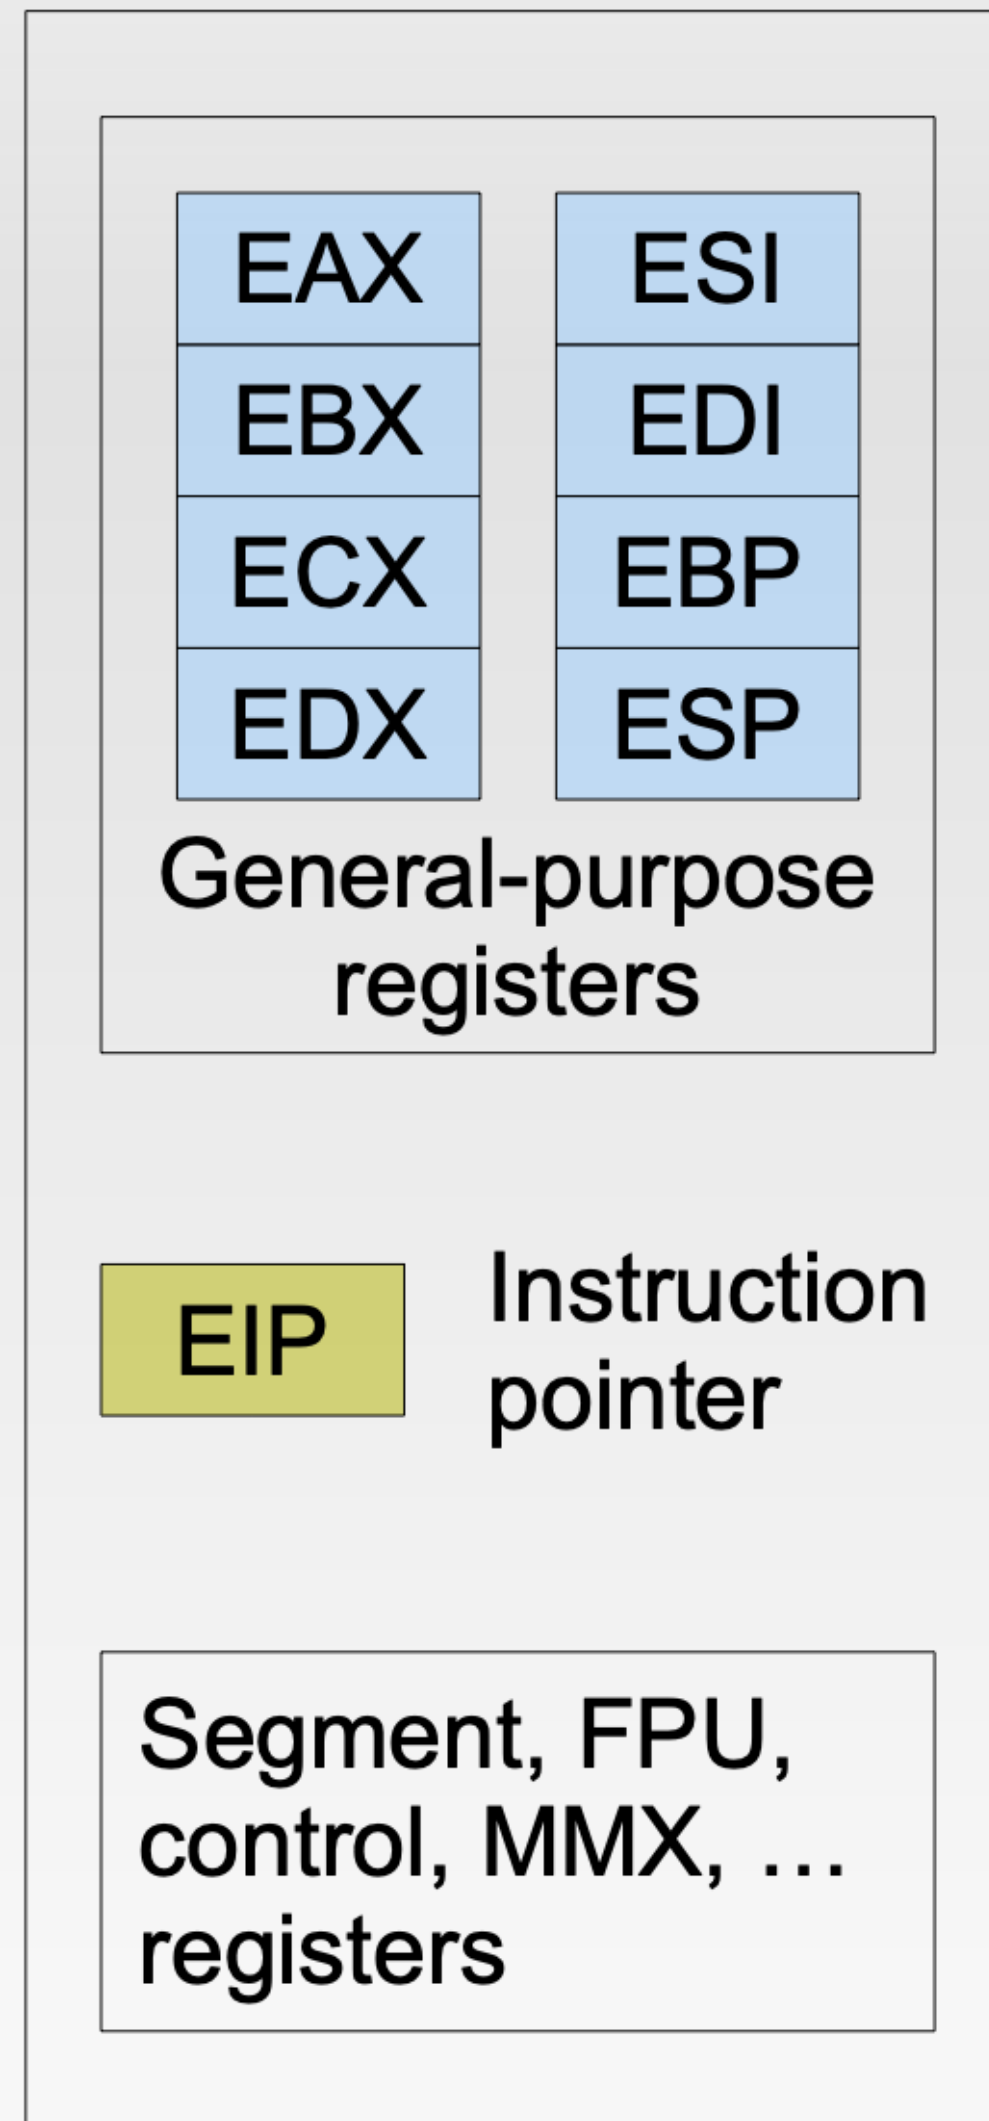 EAX
EBX
ECX
EDX
ESI
EDI
EBP
ESP
General-purpose
registers
EIP
Instruction
pointer
Segment, FPU,
control, MMX, …
registers